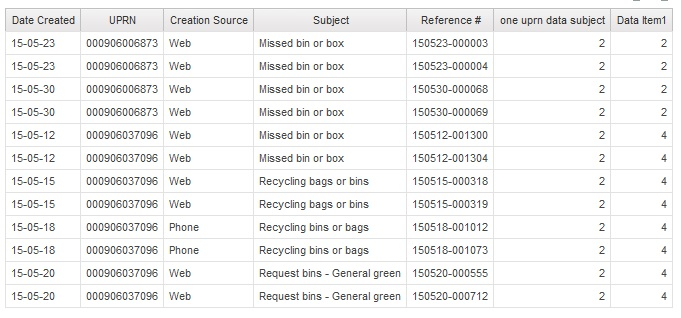 Date Created UPRN Creation Source Subject Reference # one uprn data subject Data Item1
15-05-23 000906006873 Web Missed bin or box 150523-000003 2 2
15-05-23 000906006873 Web Missed bin or box 150523-000004 2 2
15-05-30 000906006873 Web Missed bin or box 150530-000068 2 2
15-05-30 000906006873 Web Missed bin or box 150530-000069 2 2
15-05-12 000906037096 Web Missed bin or box 150512-001300 2 4
15-05-12 000906037096 Web Missed bin or box 150512-001304 2 4
15-05-15 000906037096 Web Recycling bags or bins 150515-000318 2 4
15-05-15 000906037096 Web Recycling bags or bins 150515-000319 2 4
15-05-18 000906037096 Phone Recycling bins or bags 150518-001012 2 4
15-05-18 000906037096 Phone Recycling bins or bags 150518-001073 2 4
15-05-20 000906037096 Web Request bins - General green 150520-000555 2 4
15-05-20 000906037096 Web Request bins - General green 150520-000712 2 4